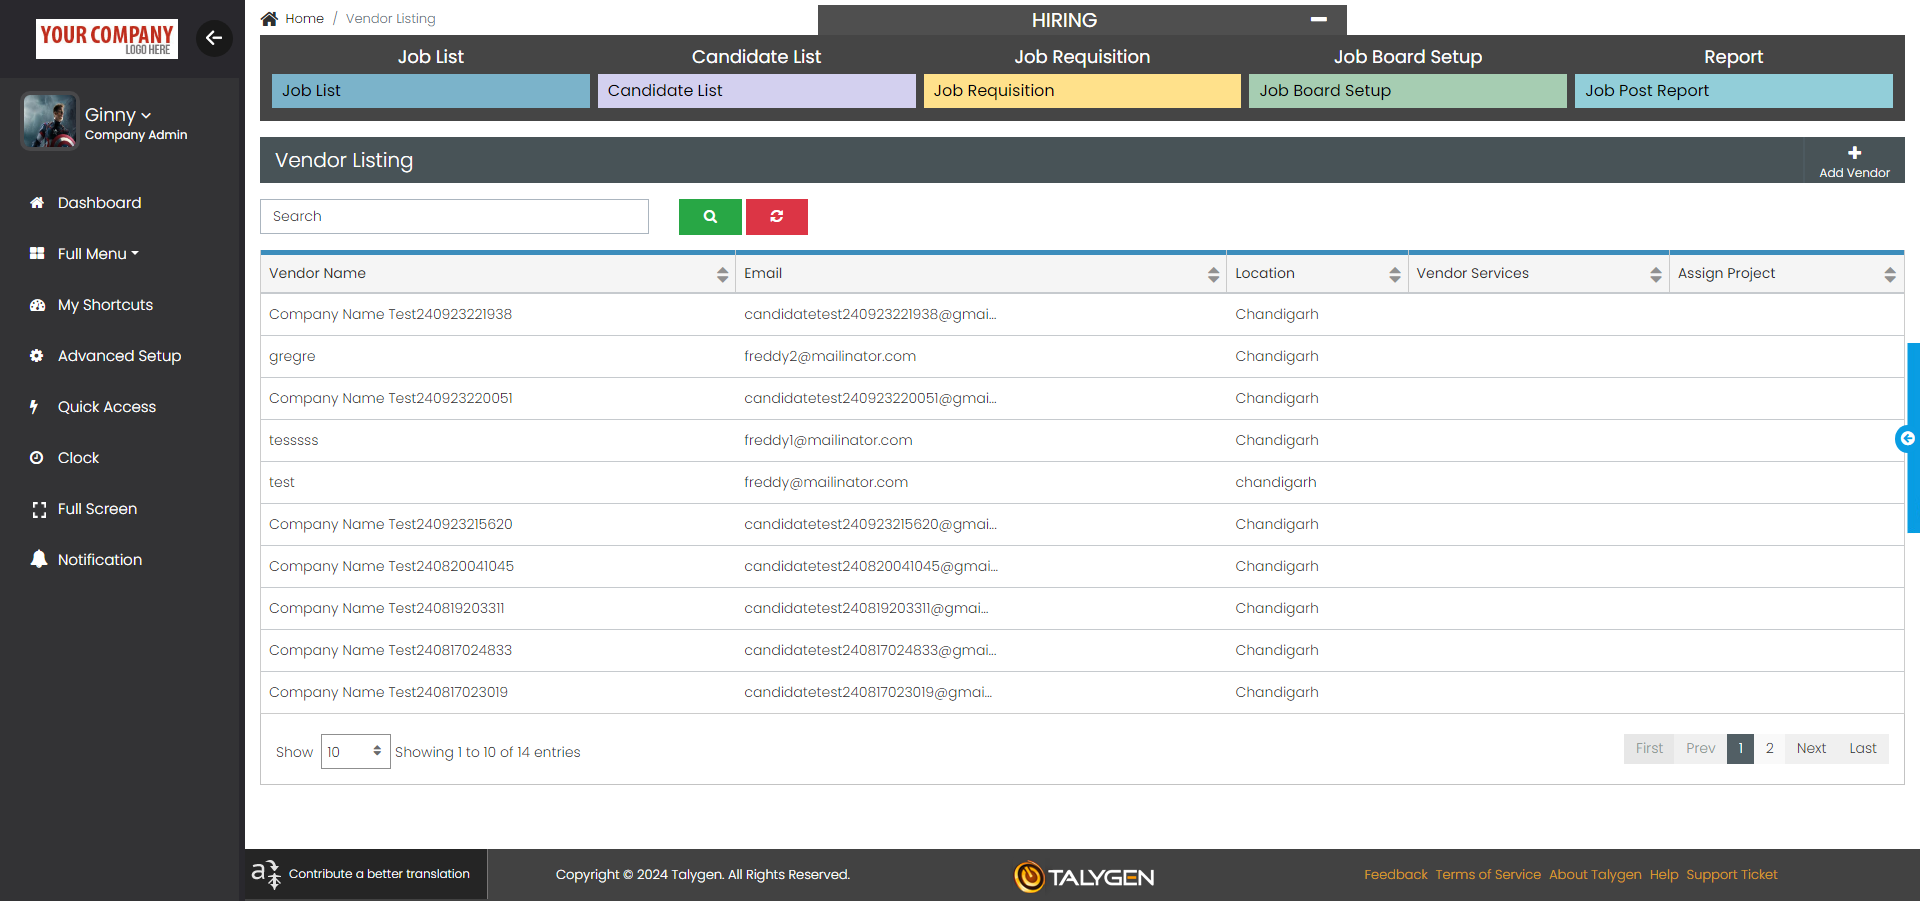 YOUR COMPANY
LOGO HERE
Ginny
Company Admin
Dashboard
Full Menu
My Shortcuts
Advanced Setup
Quick Access
Clock
Full Screen
Notification
Home / Vendor Listing
HIRING
Job List Candidate List Job Requisition Job Board Setup Report
Job List Candidate List Job Requisition Job Board Setup Job Post Report
Vendor Listing
Add Vendor
Search
Vendor Name Email Location Vendor Services Assign Project
Company Name Test240923221938 candidatetest240923221938@gmai... Chandigarh
gregre freddy2@mailinator.com Chandigarh
Company Name Test240923220051 candidatetest240923220051@gmai... Chandigarh
tesssss freddy1@mailinator.com Chandigarh
test freddy@mailinator.com chandigarh
Company Name Test240923215620 candidatetest240923215620@gmai... Chandigarh
Company Name Test240820041045 candidatetest240820041045@gmai... Chandigarh
Company Name Test240819203311 candidatetest240819203311@gmai... Chandigarh
Company Name Test240817024833 candidatetest240817024833@gmai... Chandigarh
Company Name Test240817023019 candidatetest240817023019@gmai... Chandigarh
Show 10 Showing 1 to 10 of 14 entries
First Prev 1 2 Next Last
Contribute a better translation
Copyright © 2024 Talygen. All Rights Reserved.
TALYGEN
Feedback Terms of Service About Talygen Help Support Ticket